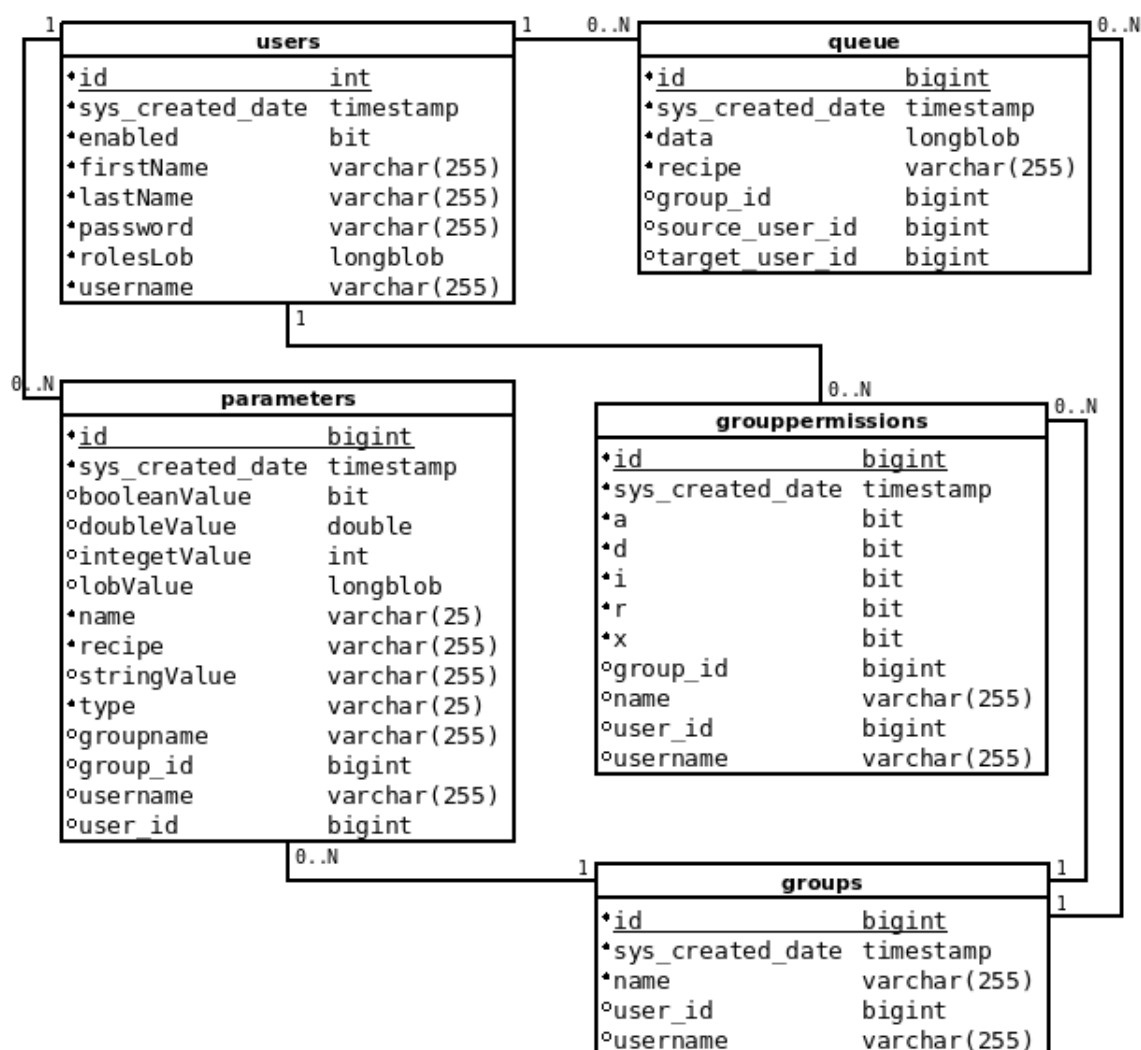 1 1 0..N 0..N
users
id int
sys_created_date timestamp
enabled bit
firstName varchar(255)
lastName varchar(255)
password varchar(255)
rolesLob longblob
username varchar(255)
1
queue
id bigint
sys_created_date timestamp
data longblob
recipe varchar(255)
group_id bigint
source_user_id bigint
target_user_id bigint
0..N
parameters
id bigint
sys_created_date timestamp
booleanValue bit
doubleValue double
integetValue int
lobValue longblob
name varchar(25)
recipe varchar(255)
stringValue varchar(255)
type varchar(25)
groupname varchar(255)
group_id bigint
username varchar(255)
user_id bigint
0..N
0..N 0..N
grouppermissions
id bigint
sys_created_date timestamp
a bit
d bit
i bit
r bit
x bit
group_id bigint
name varchar(255)
user_id bigint
username varchar(255)
1 1
1
groups
id bigint
sys_created_date timestamp
name varchar(255)
user_id bigint
username varchar(255)